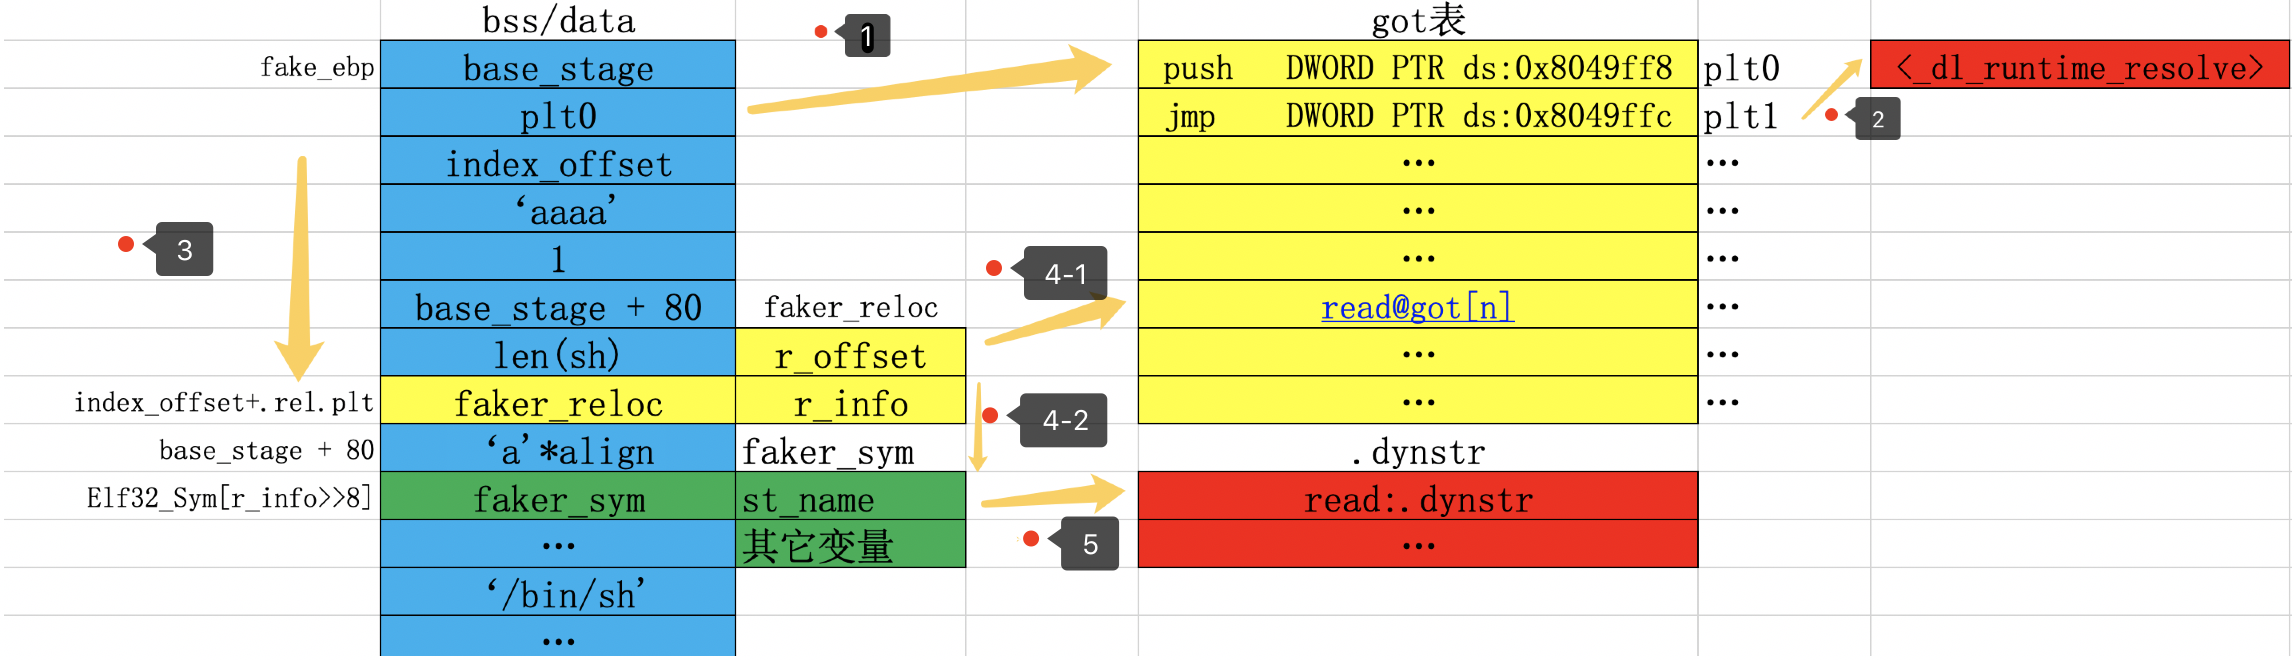 bss/data
got表
1
fake_ebp
base_stage
push DWORD PTR ds:0x8049ff8
plt0
<_dl_runtime_resolve>
plt0
jmp DWORD PTR ds:0x8049ffc
plt1
2
index_offset
…
…
‘aaaa’
…
…
3
1
…
…
4-1
base_stage + 80
faker_reloc
read@got[n]
…
len(sh)
r_offset
…
…
index_offset+.rel.plt
faker_reloc
r_info
…
…
4-2
base_stage + 80
‘a’*align
faker_sym
.dynstr
Elf32_Sym[r_info>>8]
faker_sym
st_name
read:.dynstr
…
其它变量
…
5
‘/bin/sh’
…